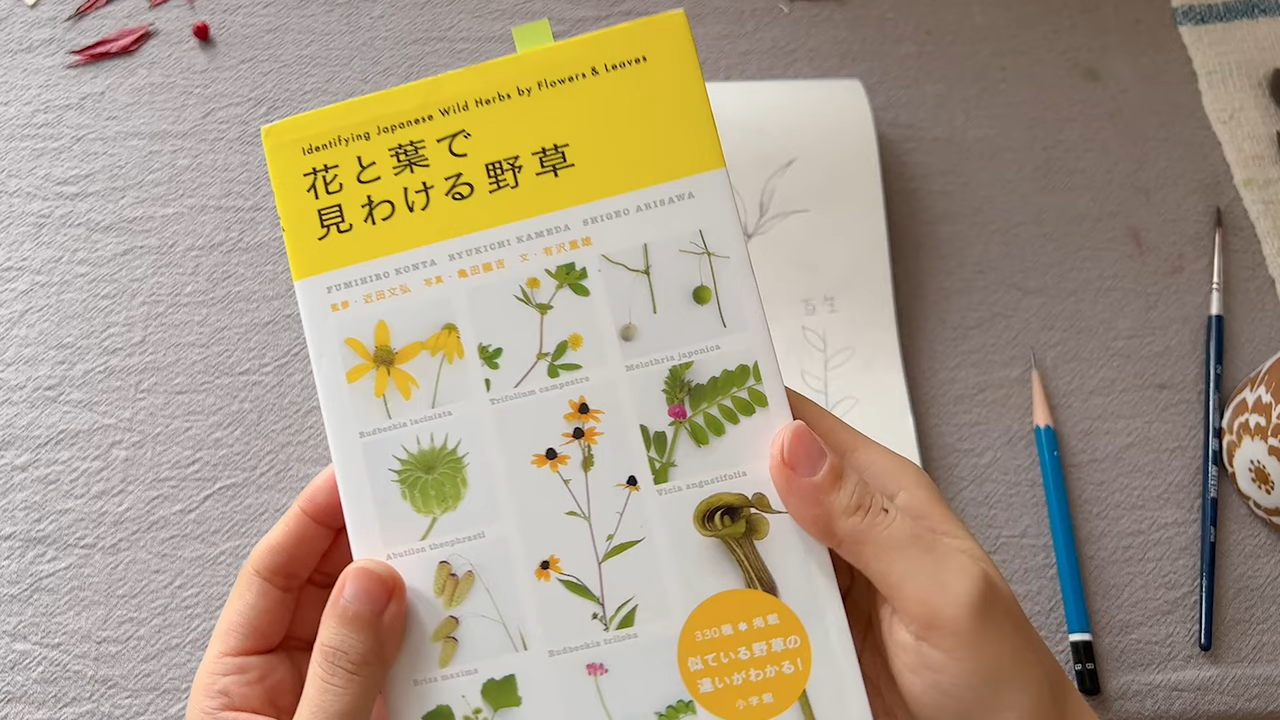 Identifying Japanese Wild Herbs by Flowers & Leaves
花と葉で
見わける野草
FUMIHIRO KONTA RYUKICHI KAMEDA SHIGEO ARISAWA
監修・近田文弘 写真・亀田龍吉 文・有沢重雄
Rudbeckia laciniata
Trifolium campestre
Melothria japonica
Abutilon theophrasti
Vicia angustifolia
Briza maxima
Rudbeckia triloba
330種 掲載
似ている野草の
違いがわかる!
小学館
B